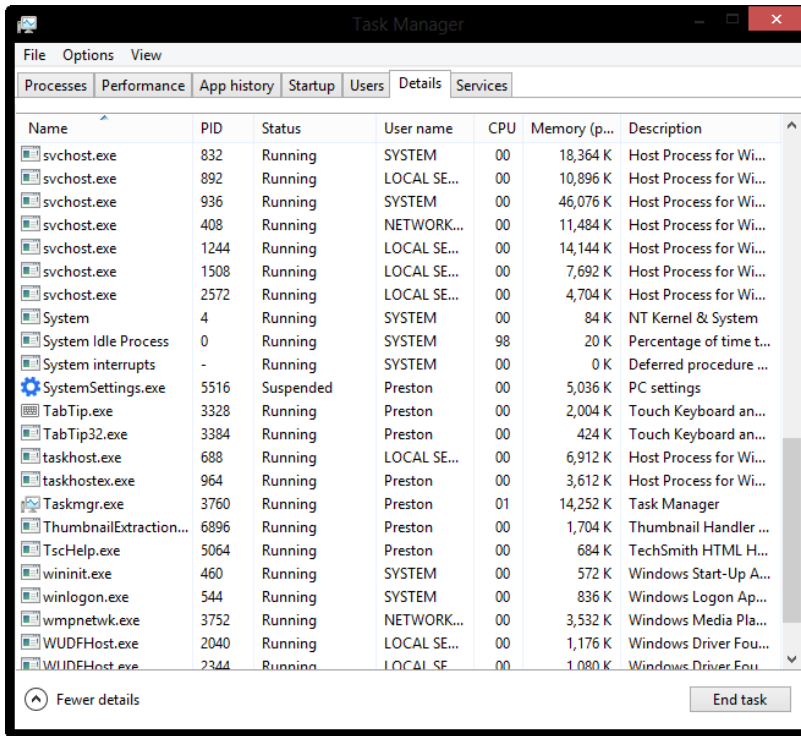 Task Manager
File Options View
Processes Performance App history Startup Users Details Services
Name PID Status User name CPU Memory (p... Description
svchost.exe 832 Running SYSTEM 00 18,364 K Host Process for Wi...
svchost.exe 892 Running LOCAL SE... 00 10,896 K Host Process for Wi...
svchost.exe 936 Running SYSTEM 00 46,076 K Host Process for Wi...
svchost.exe 408 Running NETWORK... 00 11,484 K Host Process for Wi...
svchost.exe 1244 Running LOCAL SE... 00 14,144 K Host Process for Wi...
svchost.exe 1508 Running LOCAL SE... 00 7,692 K Host Process for Wi...
svchost.exe 2572 Running LOCAL SE... 00 4,704 K Host Process for Wi...
System 4 Running SYSTEM 00 84 K NT Kernel & System
System Idle Process 0 Running SYSTEM 98 20 K Percentage of time t...
System interrupts - Running SYSTEM 00 0 K Deferred procedure ...
SystemSettings.exe 5516 Suspended Preston 00 5,036 K PC settings
TabTip.exe 3328 Running Preston 00 2,004 K Touch Keyboard an...
TabTip32.exe 3384 Running Preston 00 424 K Touch Keyboard an...
taskhost.exe 688 Running LOCAL SE... 00 6,912 K Host Process for Wi...
taskhostex.exe 964 Running Preston 00 3,612 K Host Process for Wi...
Taskmgr.exe 3760 Running Preston 01 14,252 K Task Manager
ThumbnailExtraction... 6896 Running Preston 00 1,704 K Thumbnail Handler ...
TscHelp.exe 5064 Running Preston 00 684 K TechSmith HTML H...
wininit.exe 460 Running SYSTEM 00 572 K Windows Start-Up A...
winlogon.exe 544 Running SYSTEM 00 836 K Windows Logon Ap...
wmpnetwk.exe 3752 Running NETWORK... 00 3,532 K Windows Media Pla...
WUDFHost.exe 2040 Running LOCAL SE... 00 1,176 K Windows Driver Fou...
WUDFHost.exe 2344 Running LOCAL SE... 00 1,080 K Windows Driver Fou...
Fewer details End task